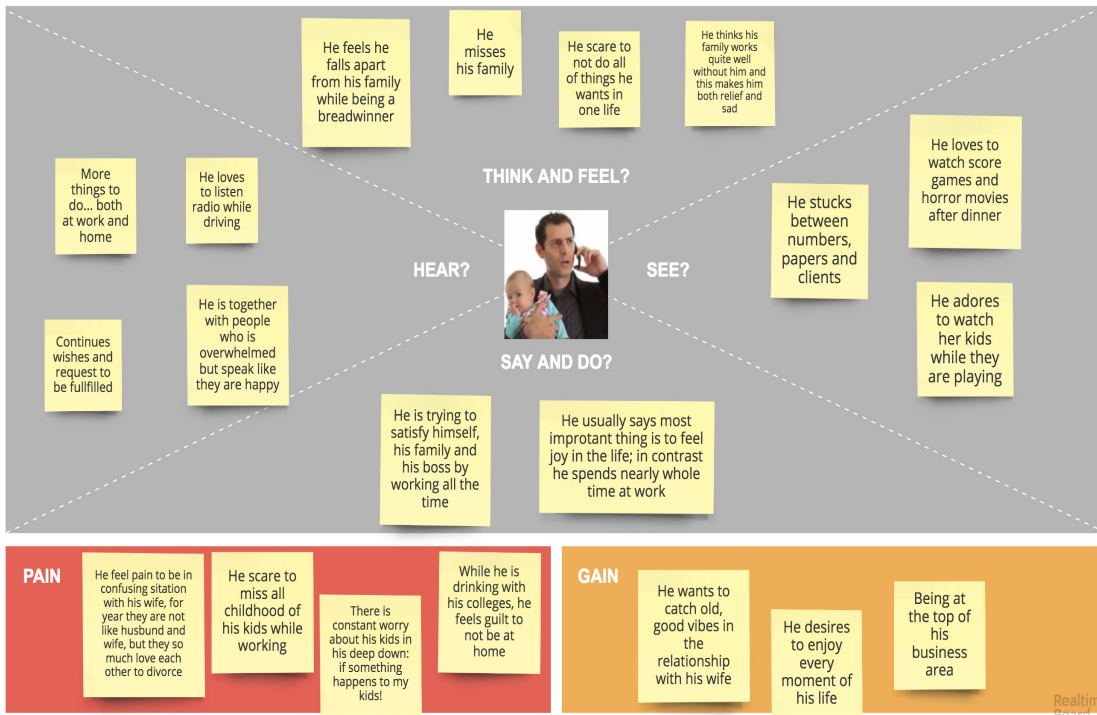 He feels he
falls apart
from his family
while being a
breadwinner
He
misses
his family
He scare to
not do all
of things he
wants in
one life
He thinks his
family works
quite well
without him and
this makes him
both relief and
sad
THINK AND FEEL?
More
things to
do... both
at work and
home
He loves
to listen
radio while
driving
Continues
wishes and
request to
be fullfilled
He is together
with people
who is
overwhelmed
but speak like
they are happy
HEAR?
SEE?
He stucks
between
numbers,
papers and
clients
He loves to
watch score
games and
horror movies
after dinner
He adores
to watch
her kids
while they
are playing
SAY AND DO?
He is trying to
satisfy himself,
his family and
his boss by
working all the
time
He usually says most
improtant thing is to feel
joy in the life; in contrast
he spends nearly whole
time at work
PAIN
He feel pain to be in
confusing sitation
with his wife, for
year they are not
like husbund and
wife, but they so
much love each
other to divorce
He scare to
miss all
childhood of
his kids while
working
There is
constant worry
about his kids in
his deep down:
if something
happens to my
kids!
While he is
drinking with
his colleges, he
feels guilt to
not be at
home
GAIN
He wants to
catch old,
good vibes in
the
relationship
with his wife
He desires
to enjoy
every
moment of
his life
Being at
the top of
his
business
area
Realtim
Board